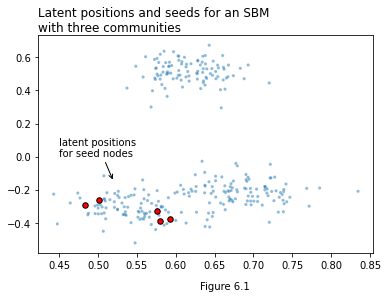 Latent positions and seeds for an SBM
with three communities
0.6
0.4
0.2
0.0
−0.2
−0.4
latent positions
for seed nodes
0.45 0.50 0.55 0.60 0.65 0.70 0.75 0.80 0.85
Figure 6.1